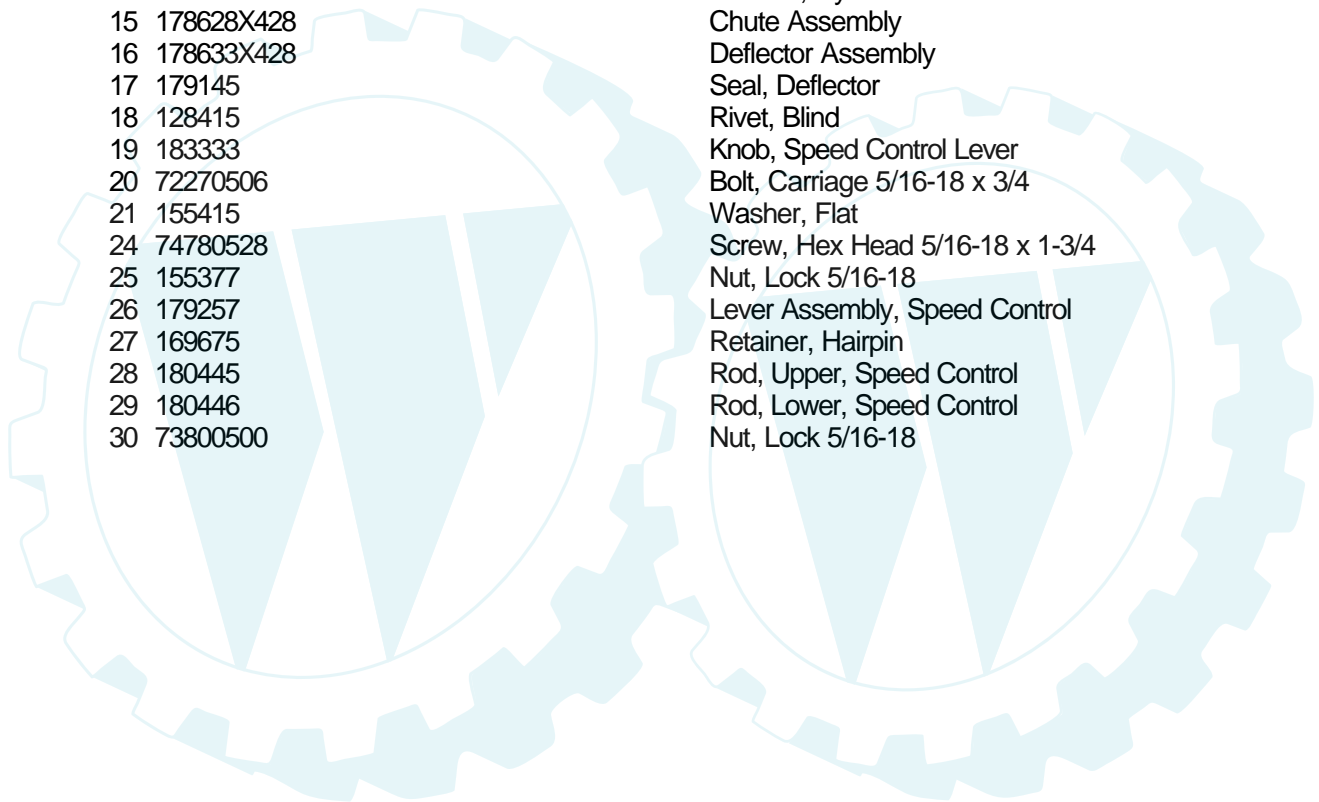 15 178628X428 Chute Assembly
16 178633X428 Deflector Assembly
17 179145 Seal, Deflector
18 128415 Rivet, Blind
19 183333 Knob, Speed Control Lever
20 72270506 Bolt, Carriage 5/16-18 x 3/4
21 155415 Washer, Flat
24 74780528 Screw, Hex Head 5/16-18 x 1-3/4
25 155377 Nut, Lock 5/16-18
26 179257 Lever Assembly, Speed Control
27 169675 Retainer, Hairpin
28 180445 Rod, Upper, Speed Control
29 180446 Rod, Lower, Speed Control
30 73800500 Nut, Lock 5/16-18